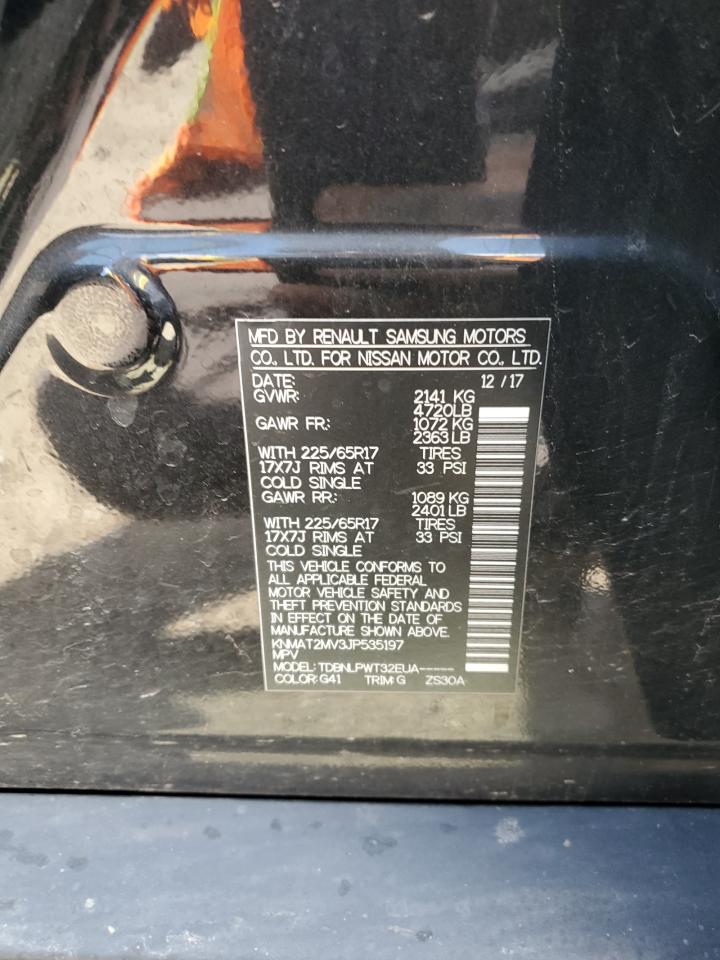 MFD BY RENAULT SAMSUNG MOTORS
CO., LTD. FOR NISSAN MOTOR CO., LTD.
DATE: 12 / 17
GVWR: 2141 KG
4720LB
GAWR FR.: 1072 KG
2363 LB
WITH 225/65R17 TIRES
17X7J RIMS AT 33 PSI
COLD SINGLE
GAWR RR.: 1089 KG
2401 LB
WITH 225/65R17 TIRES
17X7J RIMS AT 33 PSI
COLD SINGLE
THIS VEHICLE CONFORMS TO
ALL APPLICABLE FEDERAL
MOTOR VEHICLE SAFETY AND
THEFT PREVENTION STANDARDS
IN EFFECT ON THE DATE OF
MANUFACTURE SHOWN ABOVE.
KNMAT2MV3JP535197
MPV
MODEL: TDBNLPWT32EUA-----
COLOR: G41 TRIM: G ZS30A